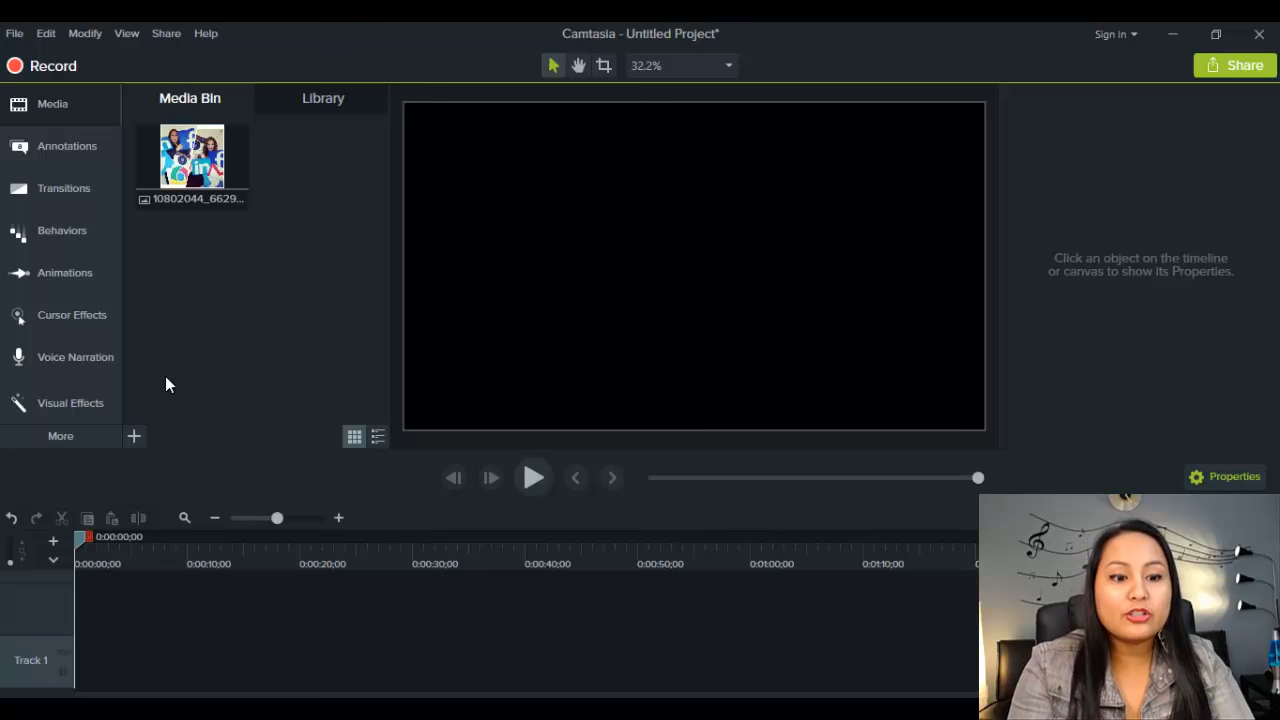 File Edit Modify View Share Help
Camtasia - Untitled Project*
Sign in
Record
32.2%
Share
Media
Media Bin
Library
Annotations
10802044_6629...
Transitions
Behaviors
Animations
Click an object on the timeline
or canvas to show its Properties.
Cursor Effects
Voice Narration
Visual Effects
More
Properties
0:00:00;00
0:00:00;00 0:00:10;00 0:00:20;00 0:00:30;00 0:00:40;00 0:00:50;00 0:01:00;00 0:01:10;00
Track 1